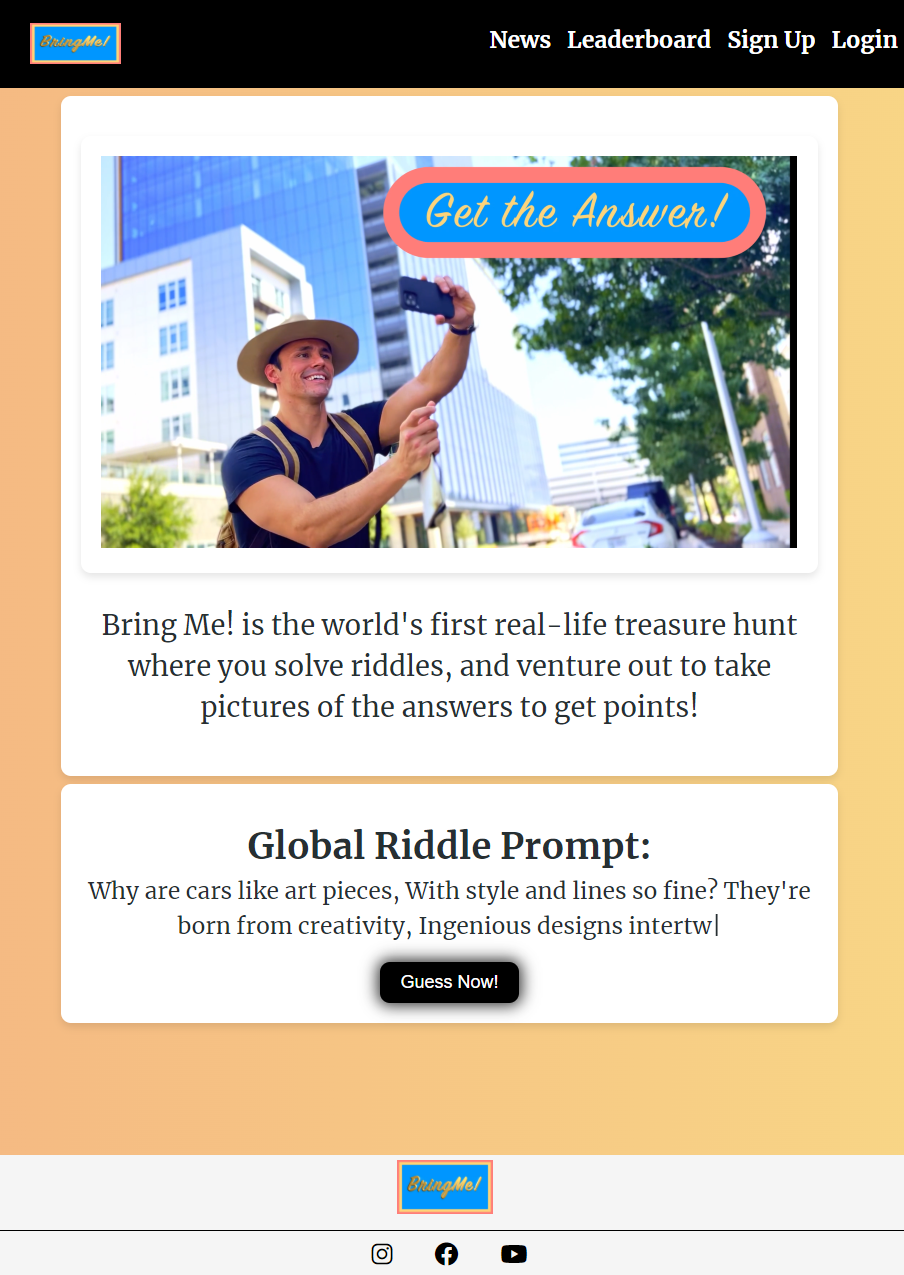 BringMe!
News Leaderboard Sign Up Login
Get the Answer!
Bring Me! is the world's first real-life treasure hunt
where you solve riddles, and venture out to take
pictures of the answers to get points!
Global Riddle Prompt:
Why are cars like art pieces, With style and lines so fine? They're
born from creativity, Ingenious designs intertw|
Guess Now!
BringMe!